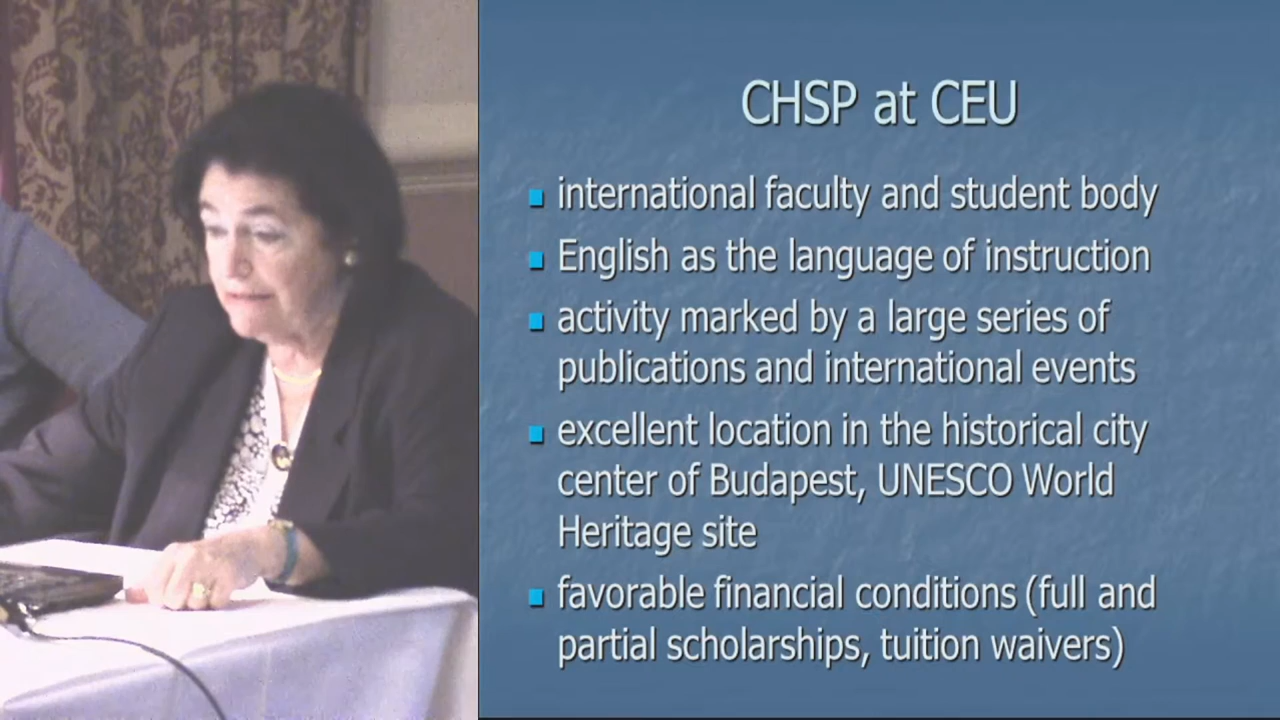 CHSP at CEU
international faculty and student body
English as the language of instruction
activity marked by a large series of
publications and international events
excellent location in the historical city
center of Budapest, UNESCO World
Heritage site
favorable financial conditions (full and
partial scholarships, tuition waivers)